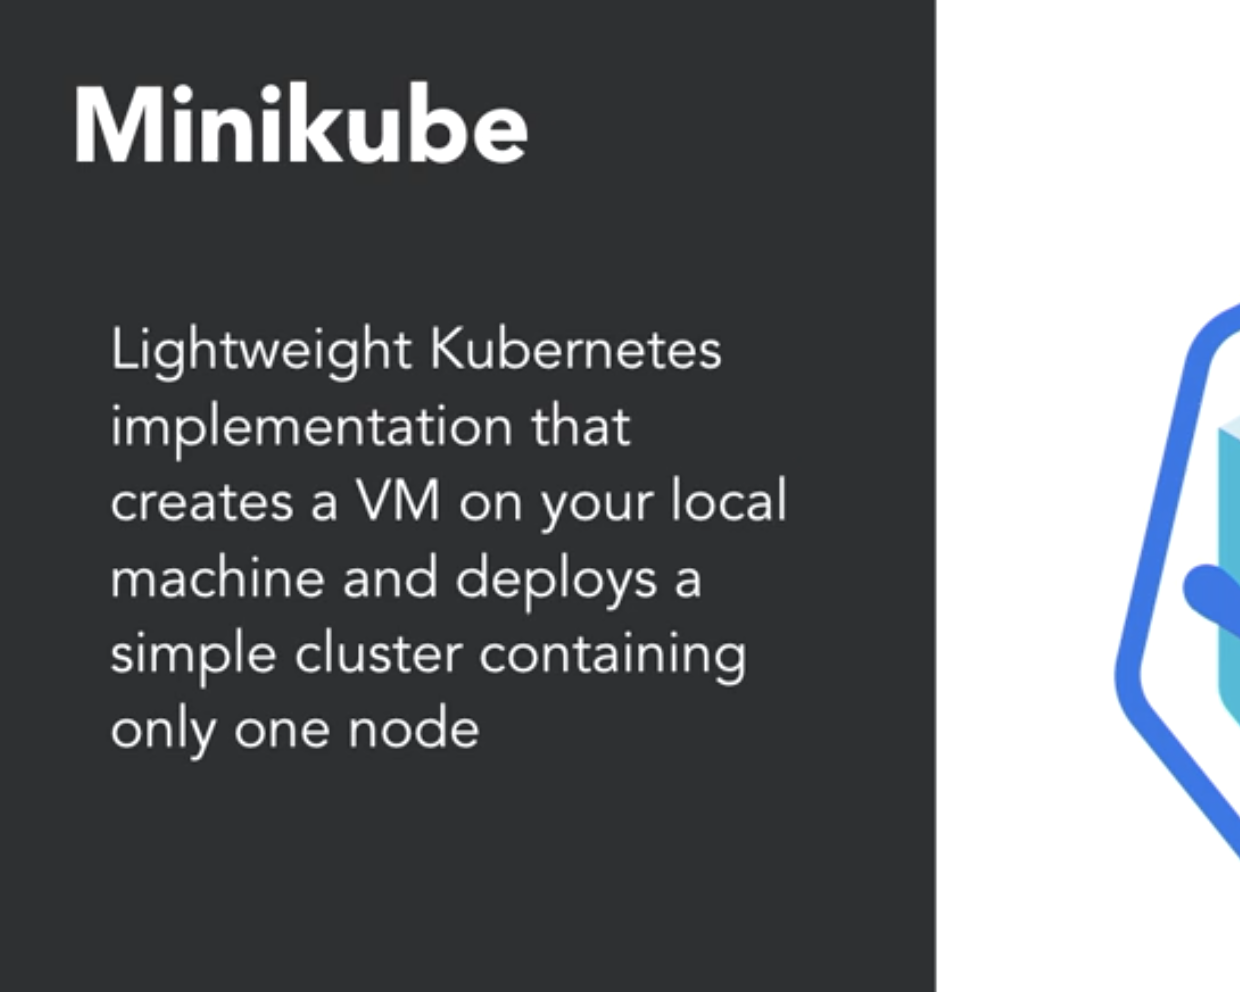 Minikube
Lightweight Kubernetes
implementation that
creates a VM on your local
machine and deploys a
simple cluster containing
only one node